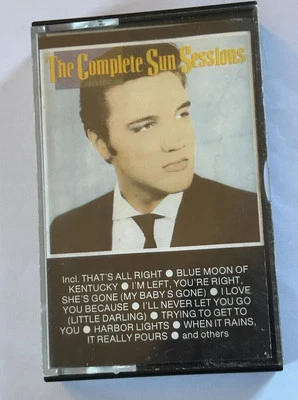 The Complete Sun Sessions
Incl. THAT'S ALL RIGHT ● BLUE MOON OF
KENTUCKY ● I'M LEFT, YOU'RE RIGHT,
SHE'S GONE (MY BABY'S GONE) ● I LOVE
YOU BECAUSE ● I'LL NEVER LET YOU GO
(LITTLE DARLING) ● TRYING TO GET TO
YOU ● HARBOR LIGHTS ● WHEN IT RAINS,
IT REALLY POURS ● and others